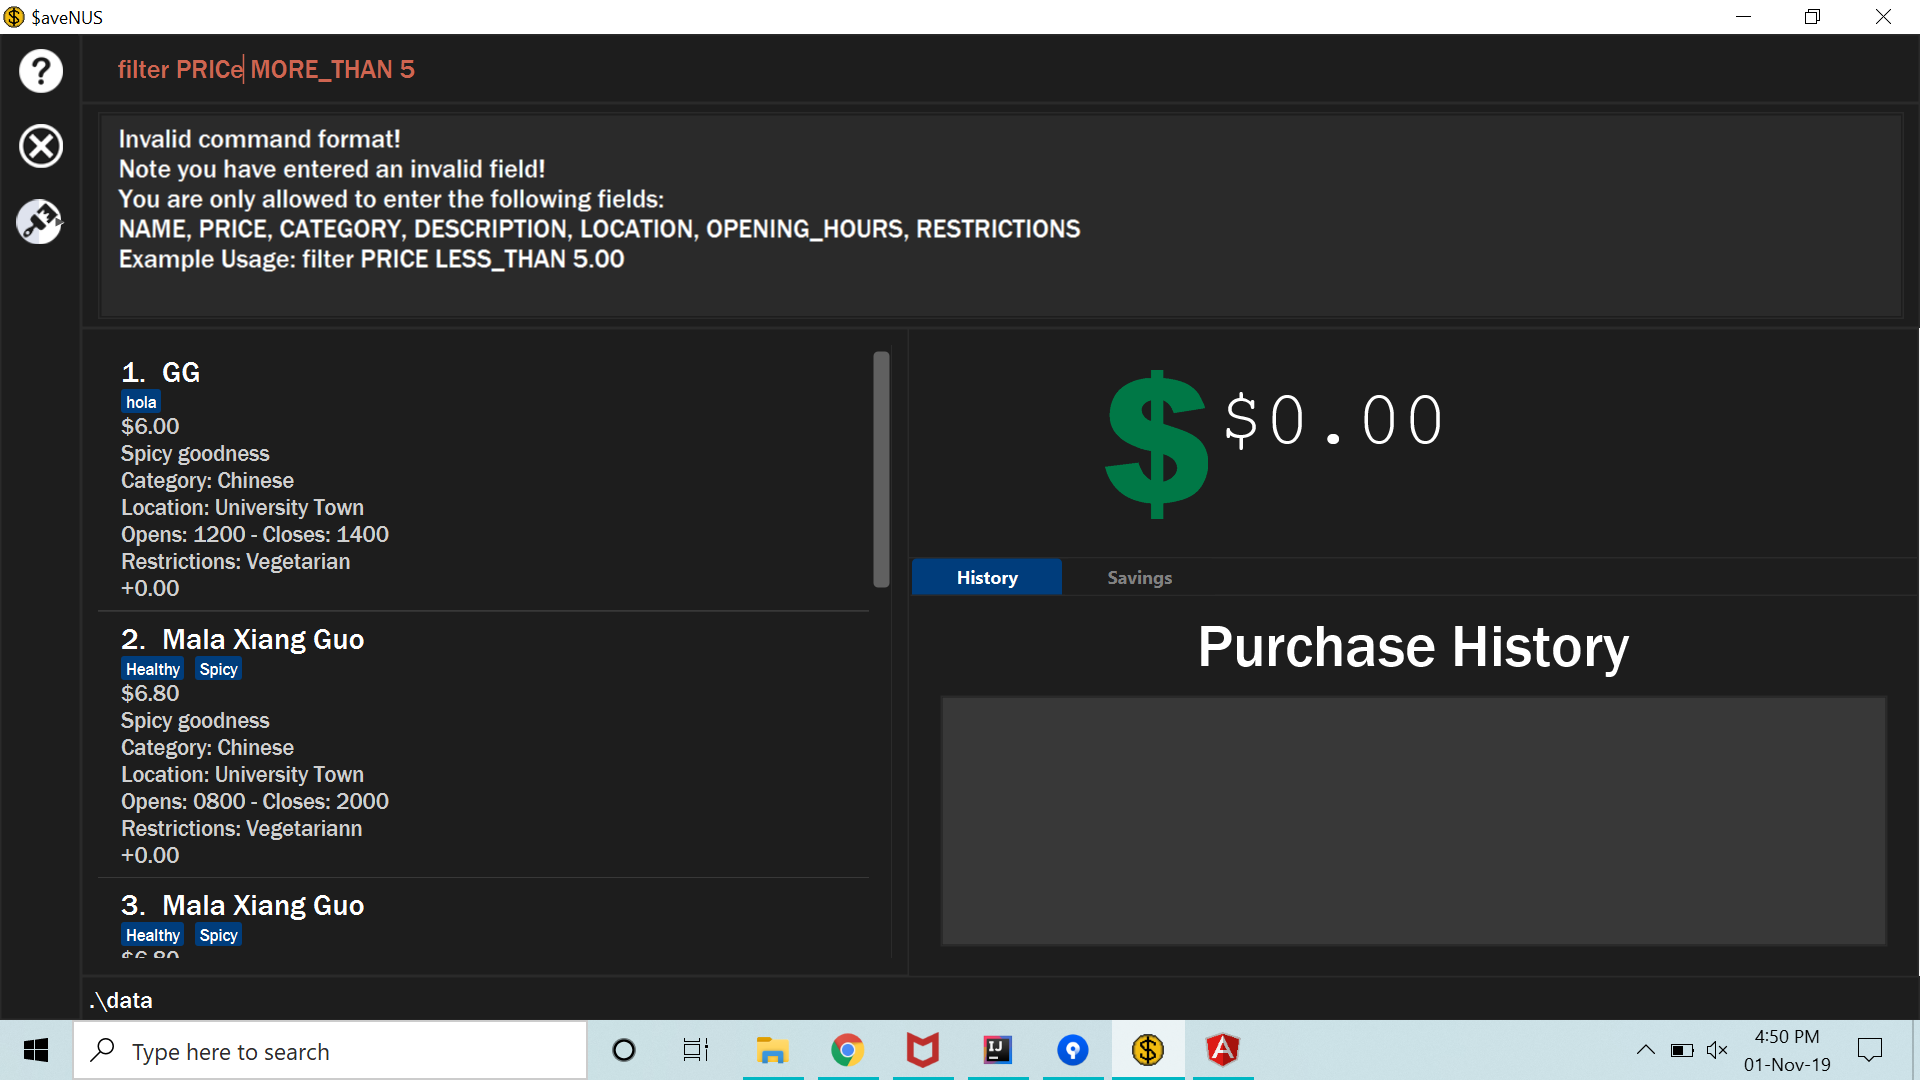 $aveNUS
filter PRICe MORE_THAN 5
Invalid command format!
Note you have entered an invalid field!
You are only allowed to enter the following fields:
NAME, PRICE, CATEGORY, DESCRIPTION, LOCATION, OPENING_HOURS, RESTRICTIONS
Example Usage: filter PRICE LESS_THAN 5.00
1. GG
hola
$6.00
Spicy goodness
Category: Chinese
Location: University Town
Opens: 1200 - Closes: 1400
Restrictions: Vegetarian
+0.00
2. Mala Xiang Guo
Healthy Spicy
$6.80
Spicy goodness
Category: Chinese
Location: University Town
Opens: 0800 - Closes: 2000
Restrictions: Vegetariann
+0.00
3. Mala Xiang Guo
Healthy Spicy
$6.80
$ $0.00
History Savings
Purchase History
.\data
Type here to search
IJ
4:50 PM
01-Nov-19